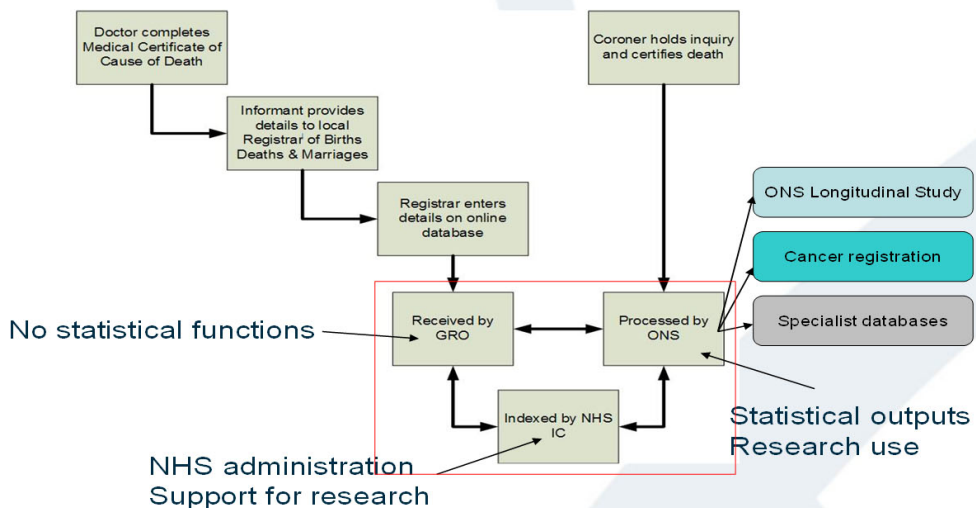 Doctor completes
Medical Certificate of
Cause of Death
Coroner holds inquiry
and certifies death
Informant provides
details to local
Registrar of Births
Deaths & Marriages
Registrar enters
details on online
database
ONS Longitudinal Study
Cancer registration
Specialist databases
No statistical functions
Received by
GRO
Processed by
ONS
Indexed by NHS
IC
Statistical outputs
Research use
NHS administration
Support for research